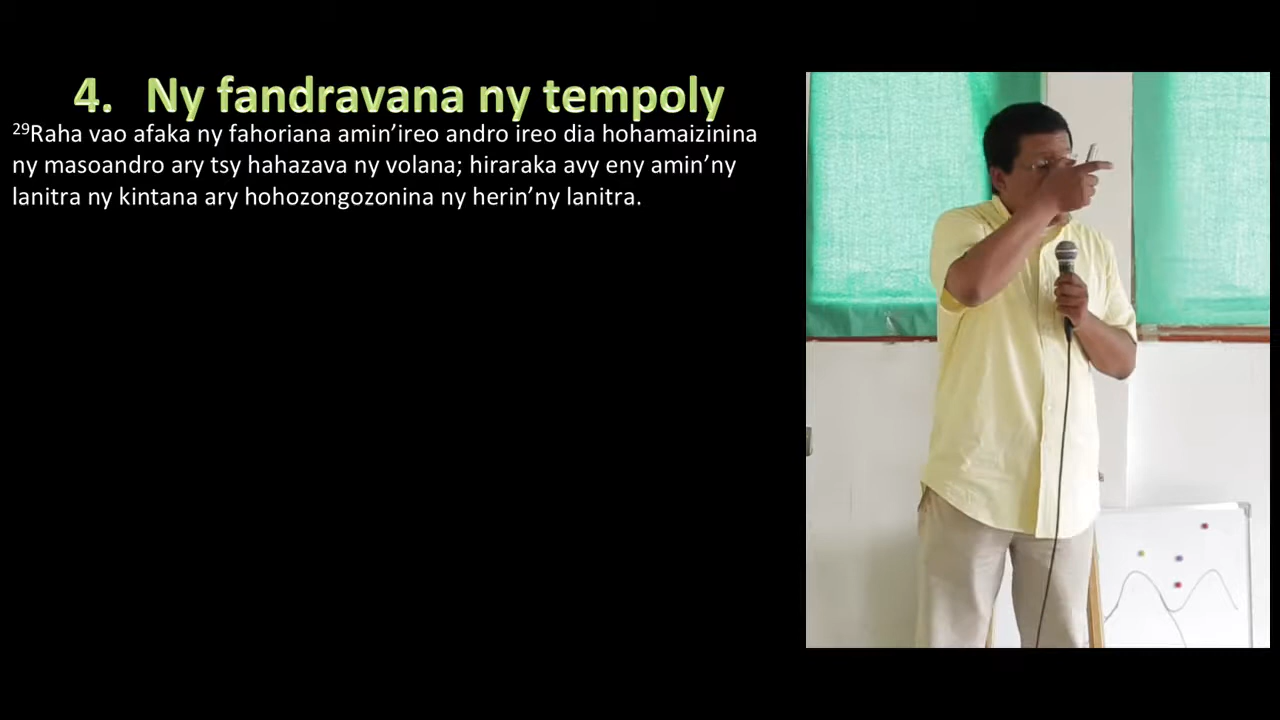 4. Ny fandravana ny tempoly
²⁹Raha vao afaka ny fahoriana amin’ireo andro ireo dia hohamaizinina
ny masoandro ary tsy hahazava ny volana; hiraraka avy eny amin’ny
lanitra ny kintana ary hohozongozonina ny herin’ny lanitra.